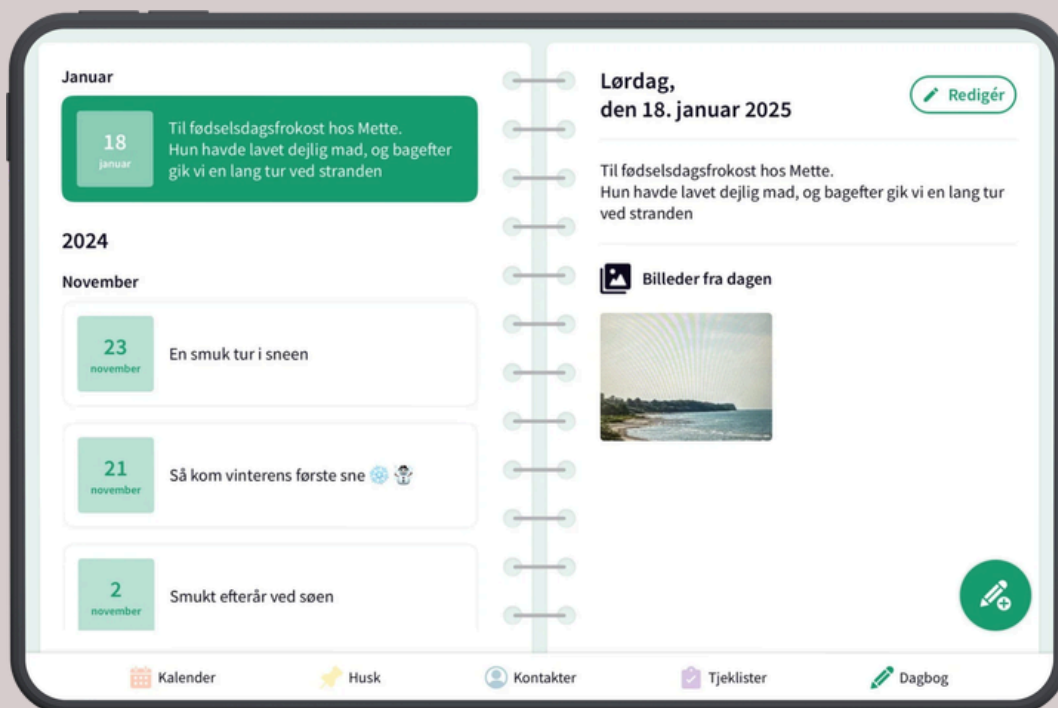 Januar
18
januar
Til fødselsdagsfrokost hos Mette.
Hun havde lavet dejlig mad, og bagefter
gik vi en lang tur ved stranden
2024
November
23
november
En smuk tur i sneen
21
november
Så kom vinterens første sne ❄️ ☃️
2
november
Smukt efterår ved søen
Lørdag,
den 18. januar 2025
Redigér
Til fødselsdagsfrokost hos Mette.
Hun havde lavet dejlig mad, og bagefter gik vi en lang tur
ved stranden
Billeder fra dagen
Kalender
Husk
Kontakter
Tjeklister
Dagbog